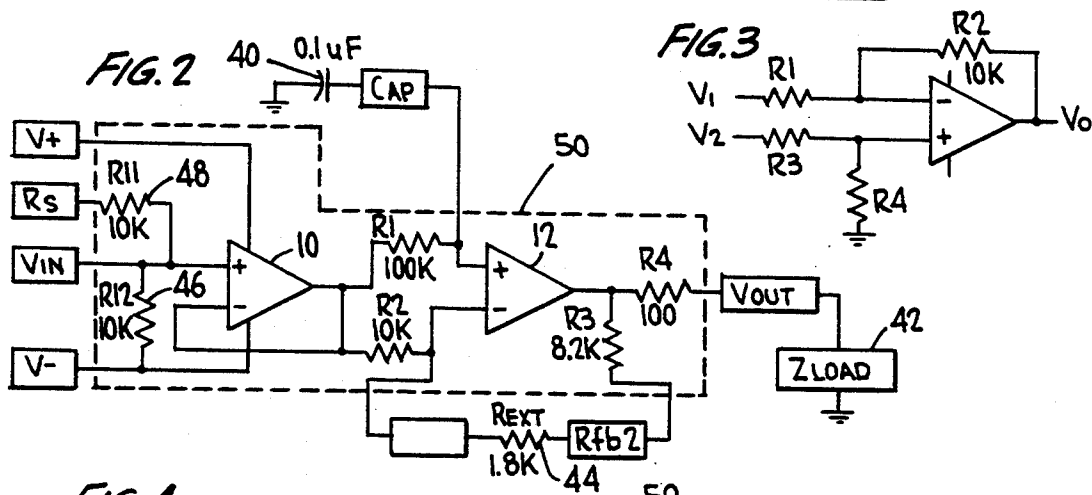 FIG. 2
40
0.1uF
CAP
V+
R11
48
RS
10K
VIN
R12
46
10K
V-
10
+
-
R1
100K
R2
10K
50
12
+
-
R4
100
R3
8.2K
VOUT
42
ZLOAD
REXT
1.8K
44
Rfb2
FIG. 3
R2
10K
R1
V1
V2
R3
R4
-
+
Vo